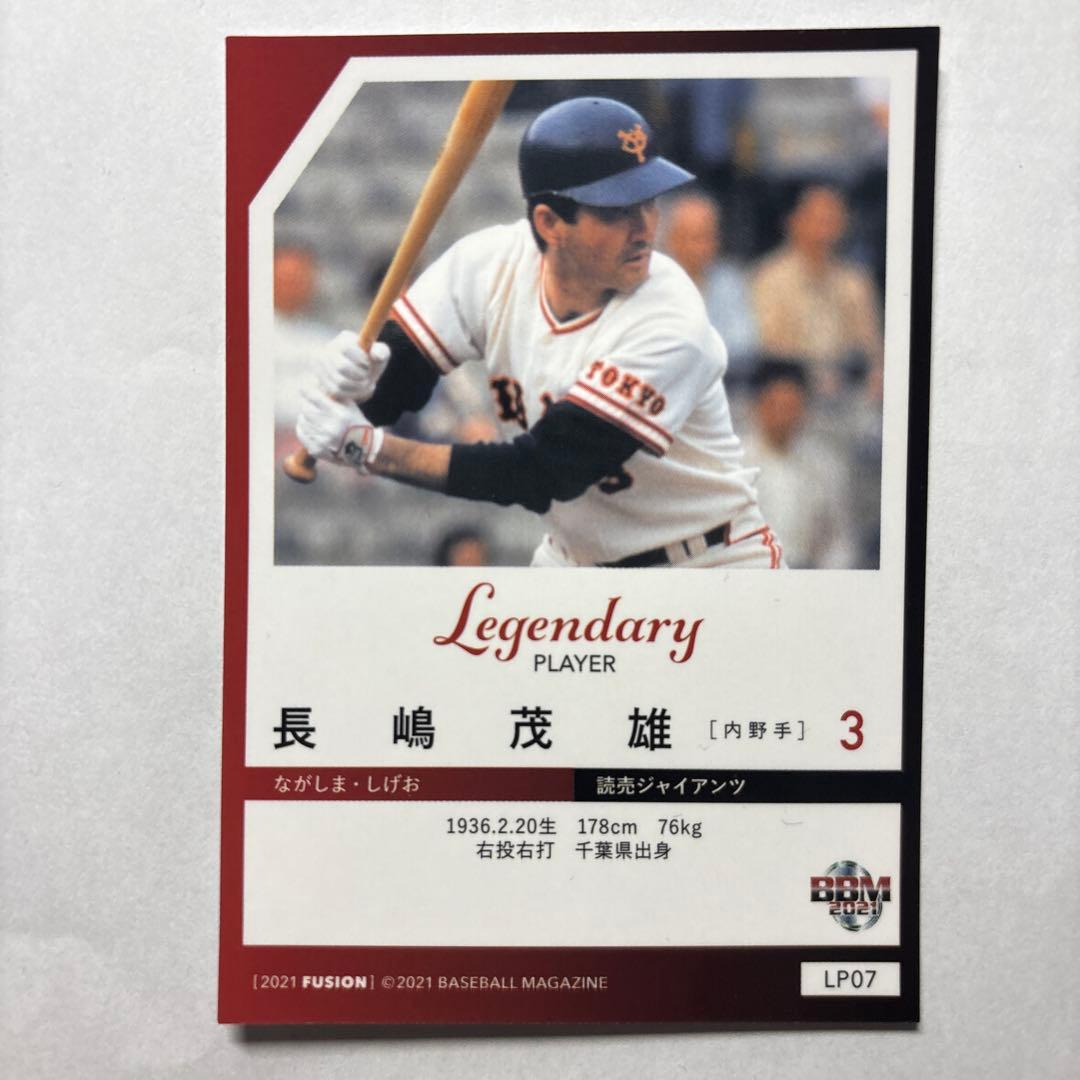 TOKYO
Legendary
PLAYER
長嶋茂雄 [内野手] 3
ながしま・しげお 読売ジャイアンツ
1936.2.20生 178cm 76kg
右投右打 千葉県出身
BBM
2021
[2021 FUSION] ©2021 BASEBALL MAGAZINE LP07